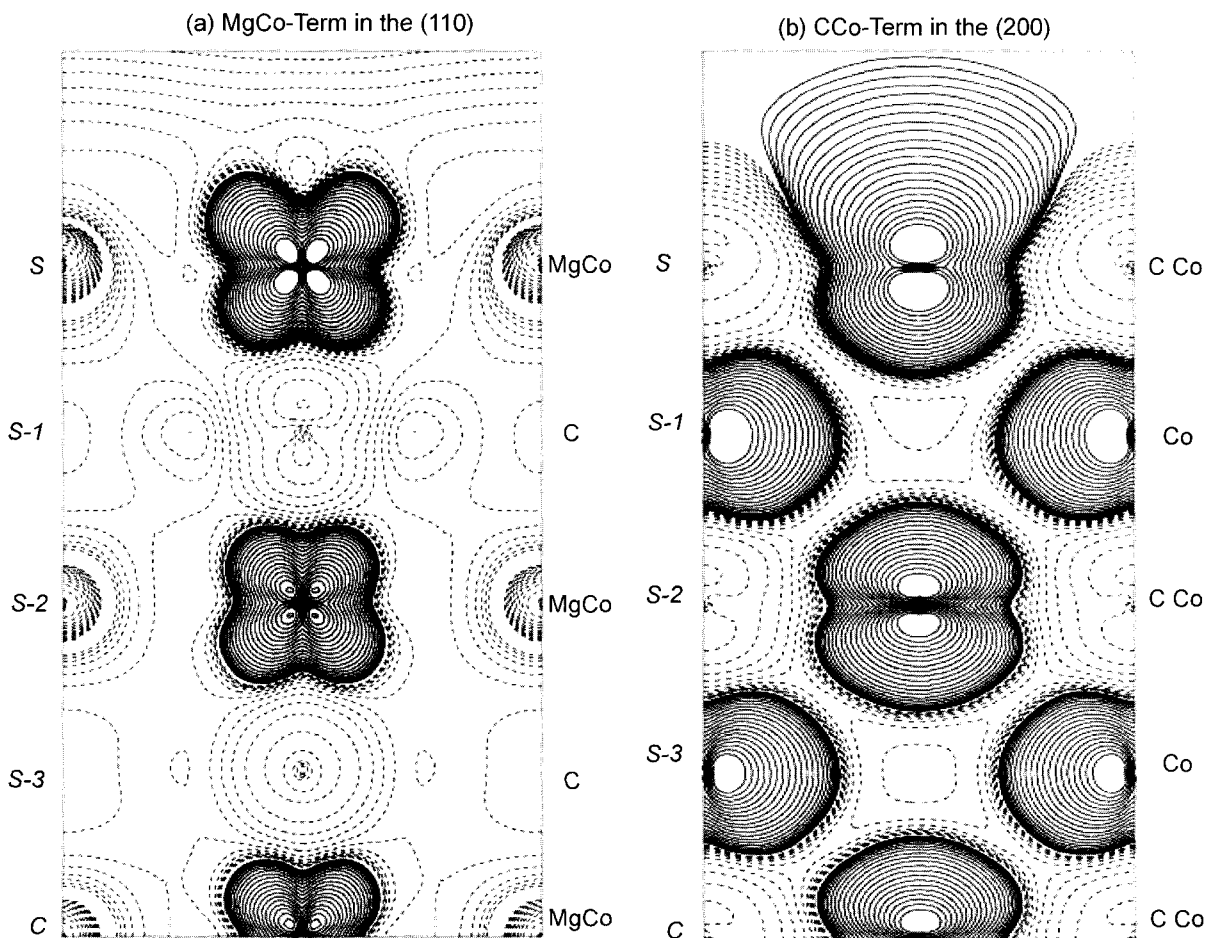 (a) MgCo-Term in the (110)
(b) CCo-Term in the (200)
S
MgCo
S
C Co
S-1
C
S-1
Co
S-2
MgCo
S-2
C Co
S-3
C
S-3
Co
C
MgCo
C
C Co